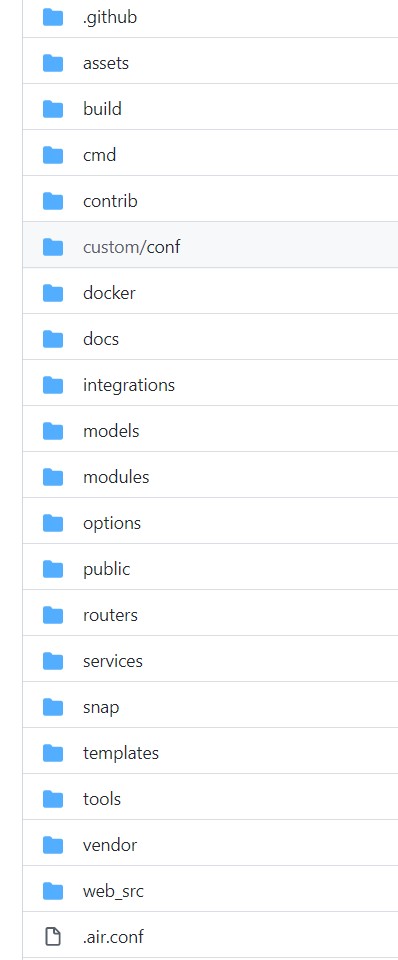 .github
assets
build
cmd
contrib
custom/conf
docker
docs
integrations
models
modules
options
public
routers
services
snap
templates
tools
vendor
web_src
.air.conf